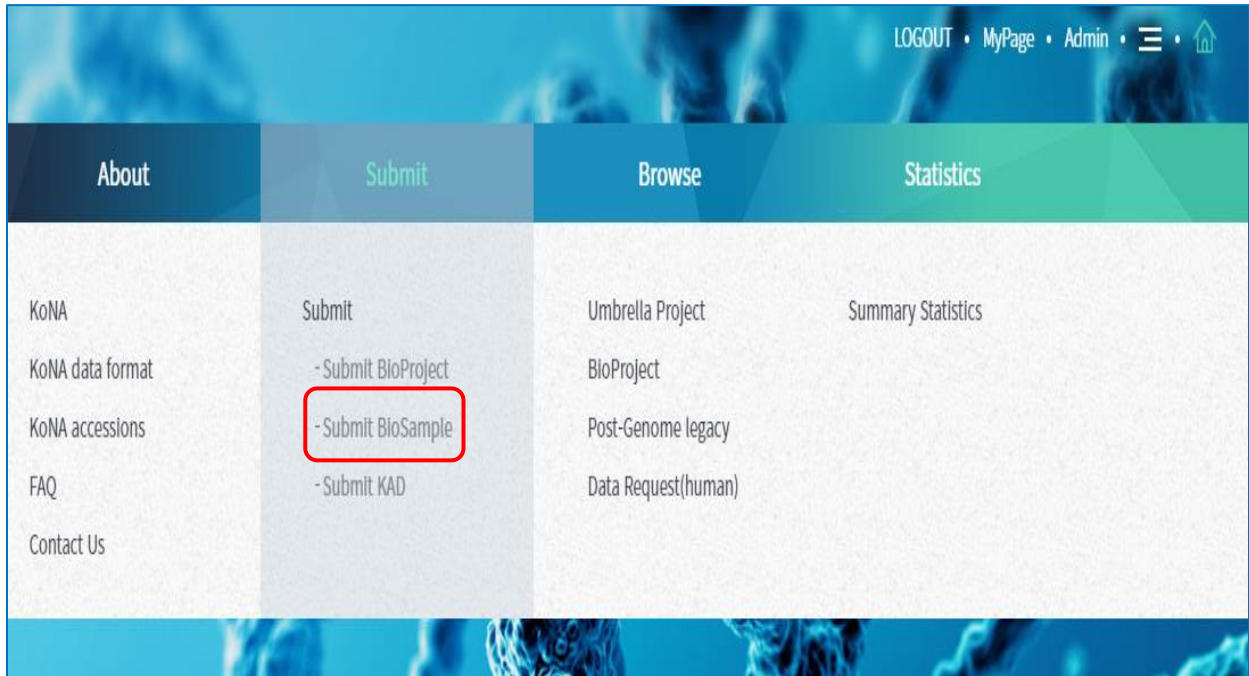 LOGOUT • MyPage • Admin •
About Submit Browse Statistics
KoNA Submit Umbrella Project Summary Statistics
KoNA data format - Submit BioProject BioProject
KoNA accessions - Submit BioSample Post-Genome legacy
FAQ - Submit KAD Data Request(human)
Contact Us